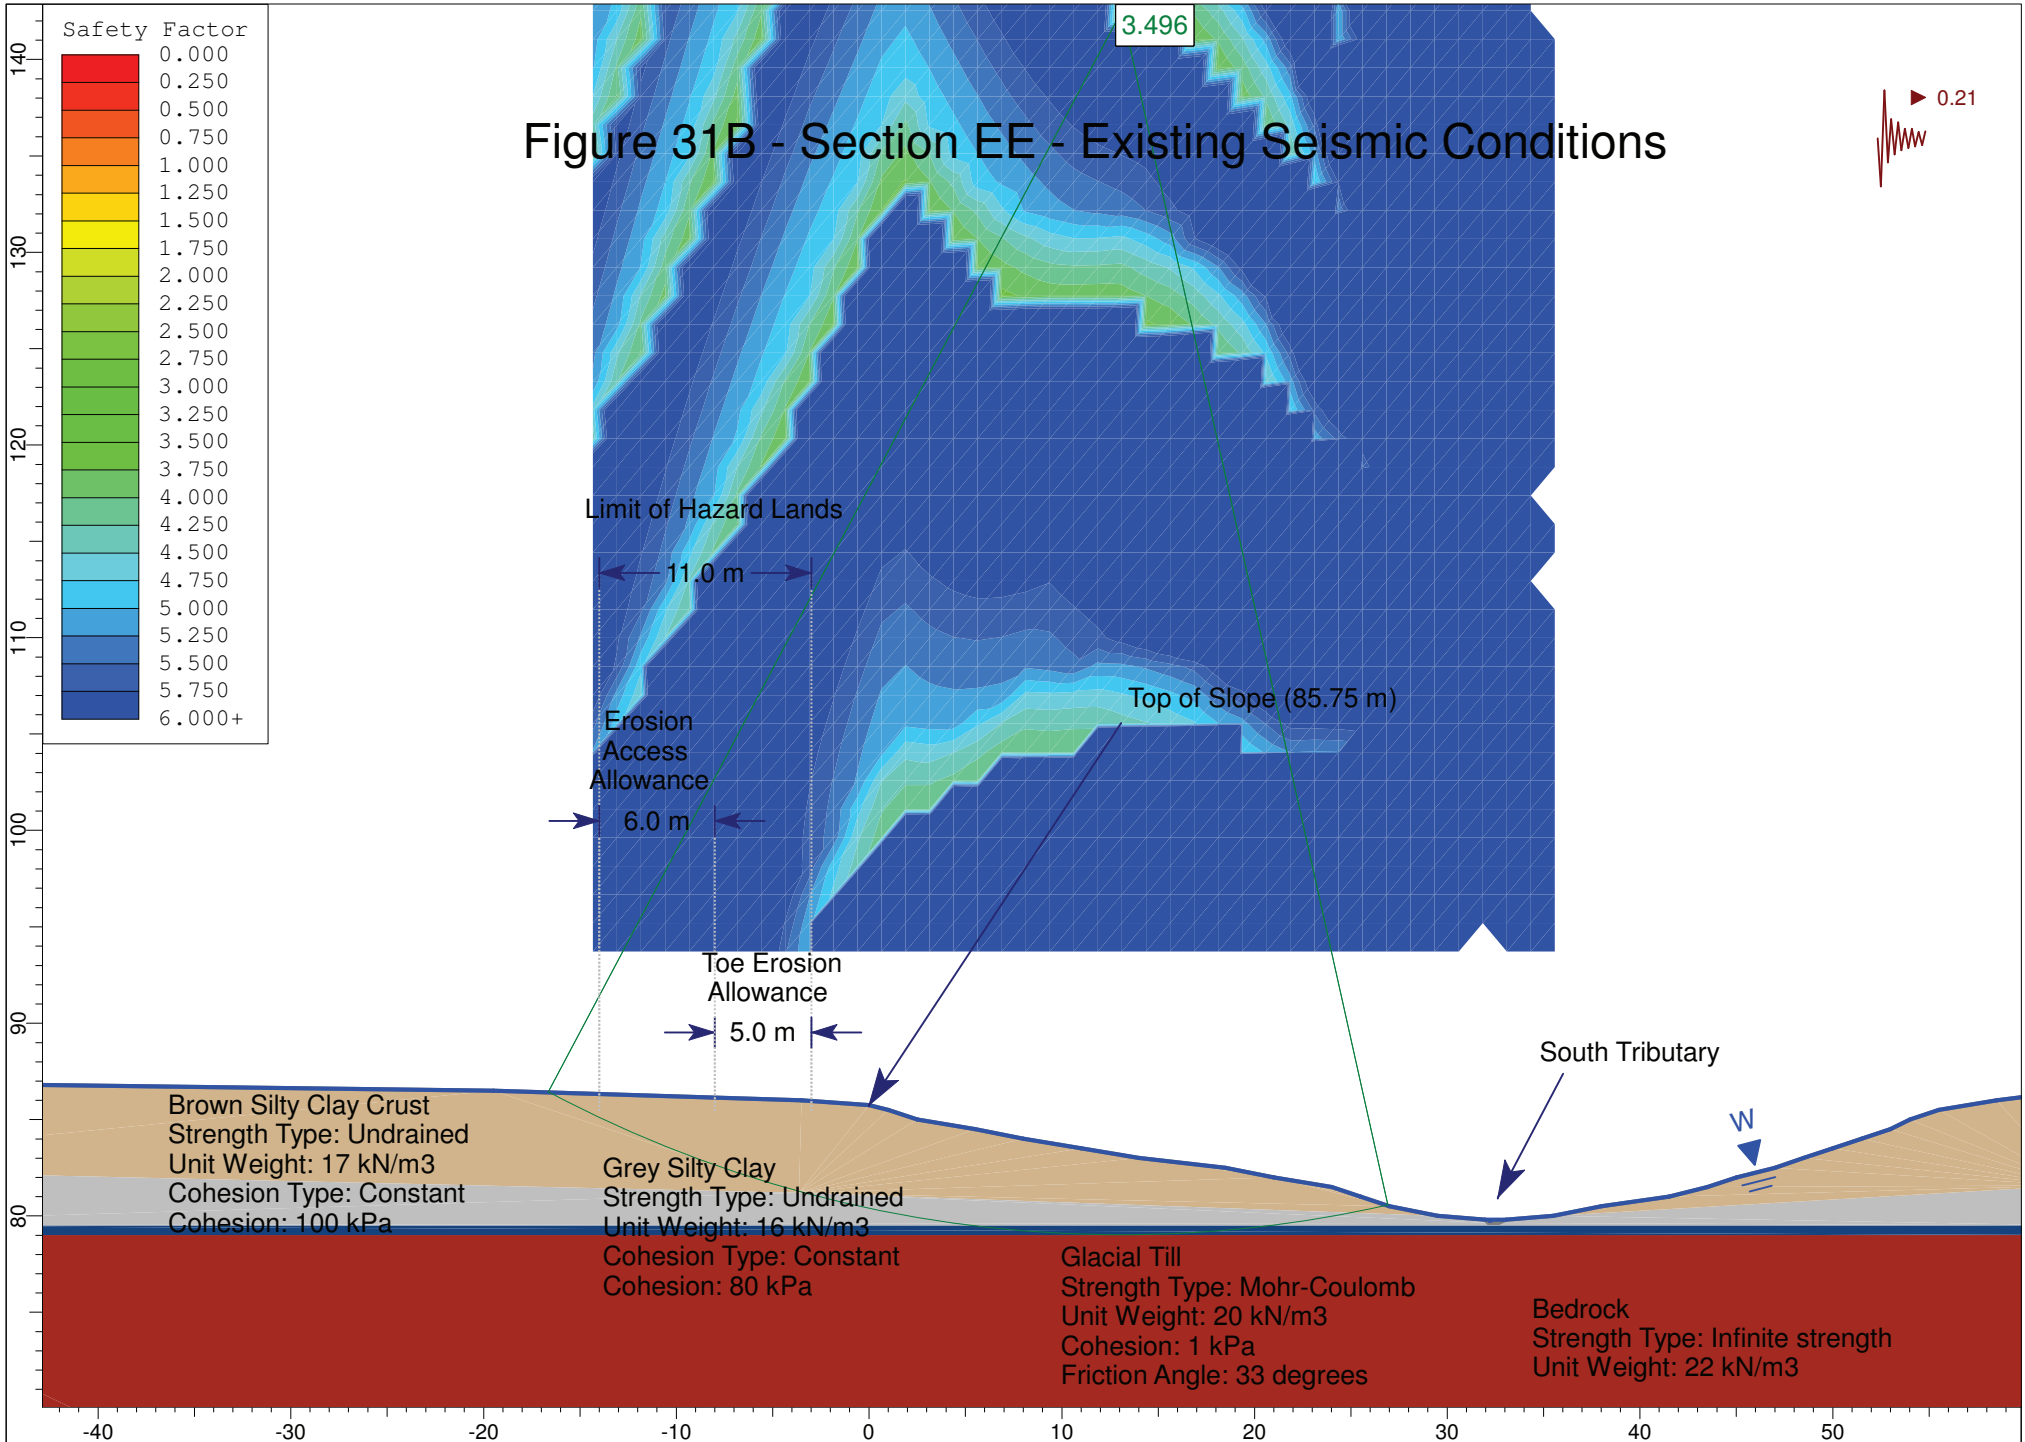 Safety Factor
0.000
0.250
0.500
0.750
1.000
1.250
1.500
1.750
2.000
2.250
2.500
2.750
3.000
3.250
3.500
3.750
4.000
4.250
4.500
4.750
5.000
5.250
5.500
5.750
6.000+
3.496
0.21
Figure 31B - Section EE - Existing Seismic Conditions
Limit of Hazard Lands
11.0 m
Top of Slope (85.75 m)
Erosion
Access
Allowance
6.0 m
Toe Erosion
Allowance
5.0 m
South Tributary
W
Brown Silty Clay Crust
Strength Type: Undrained
Unit Weight: 17 kN/m3
Cohesion Type: Constant
Cohesion: 100 kPa
Grey Silty Clay
Strength Type: Undrained
Unit Weight: 16 kN/m3
Cohesion Type: Constant
Cohesion: 80 kPa
Glacial Till
Strength Type: Mohr-Coulomb
Unit Weight: 20 kN/m3
Cohesion: 1 kPa
Friction Angle: 33 degrees
Bedrock
Strength Type: Infinite strength
Unit Weight: 22 kN/m3
140
130
120
110
100
90
80
-40 -30 -20 -10 0 10 20 30 40 50